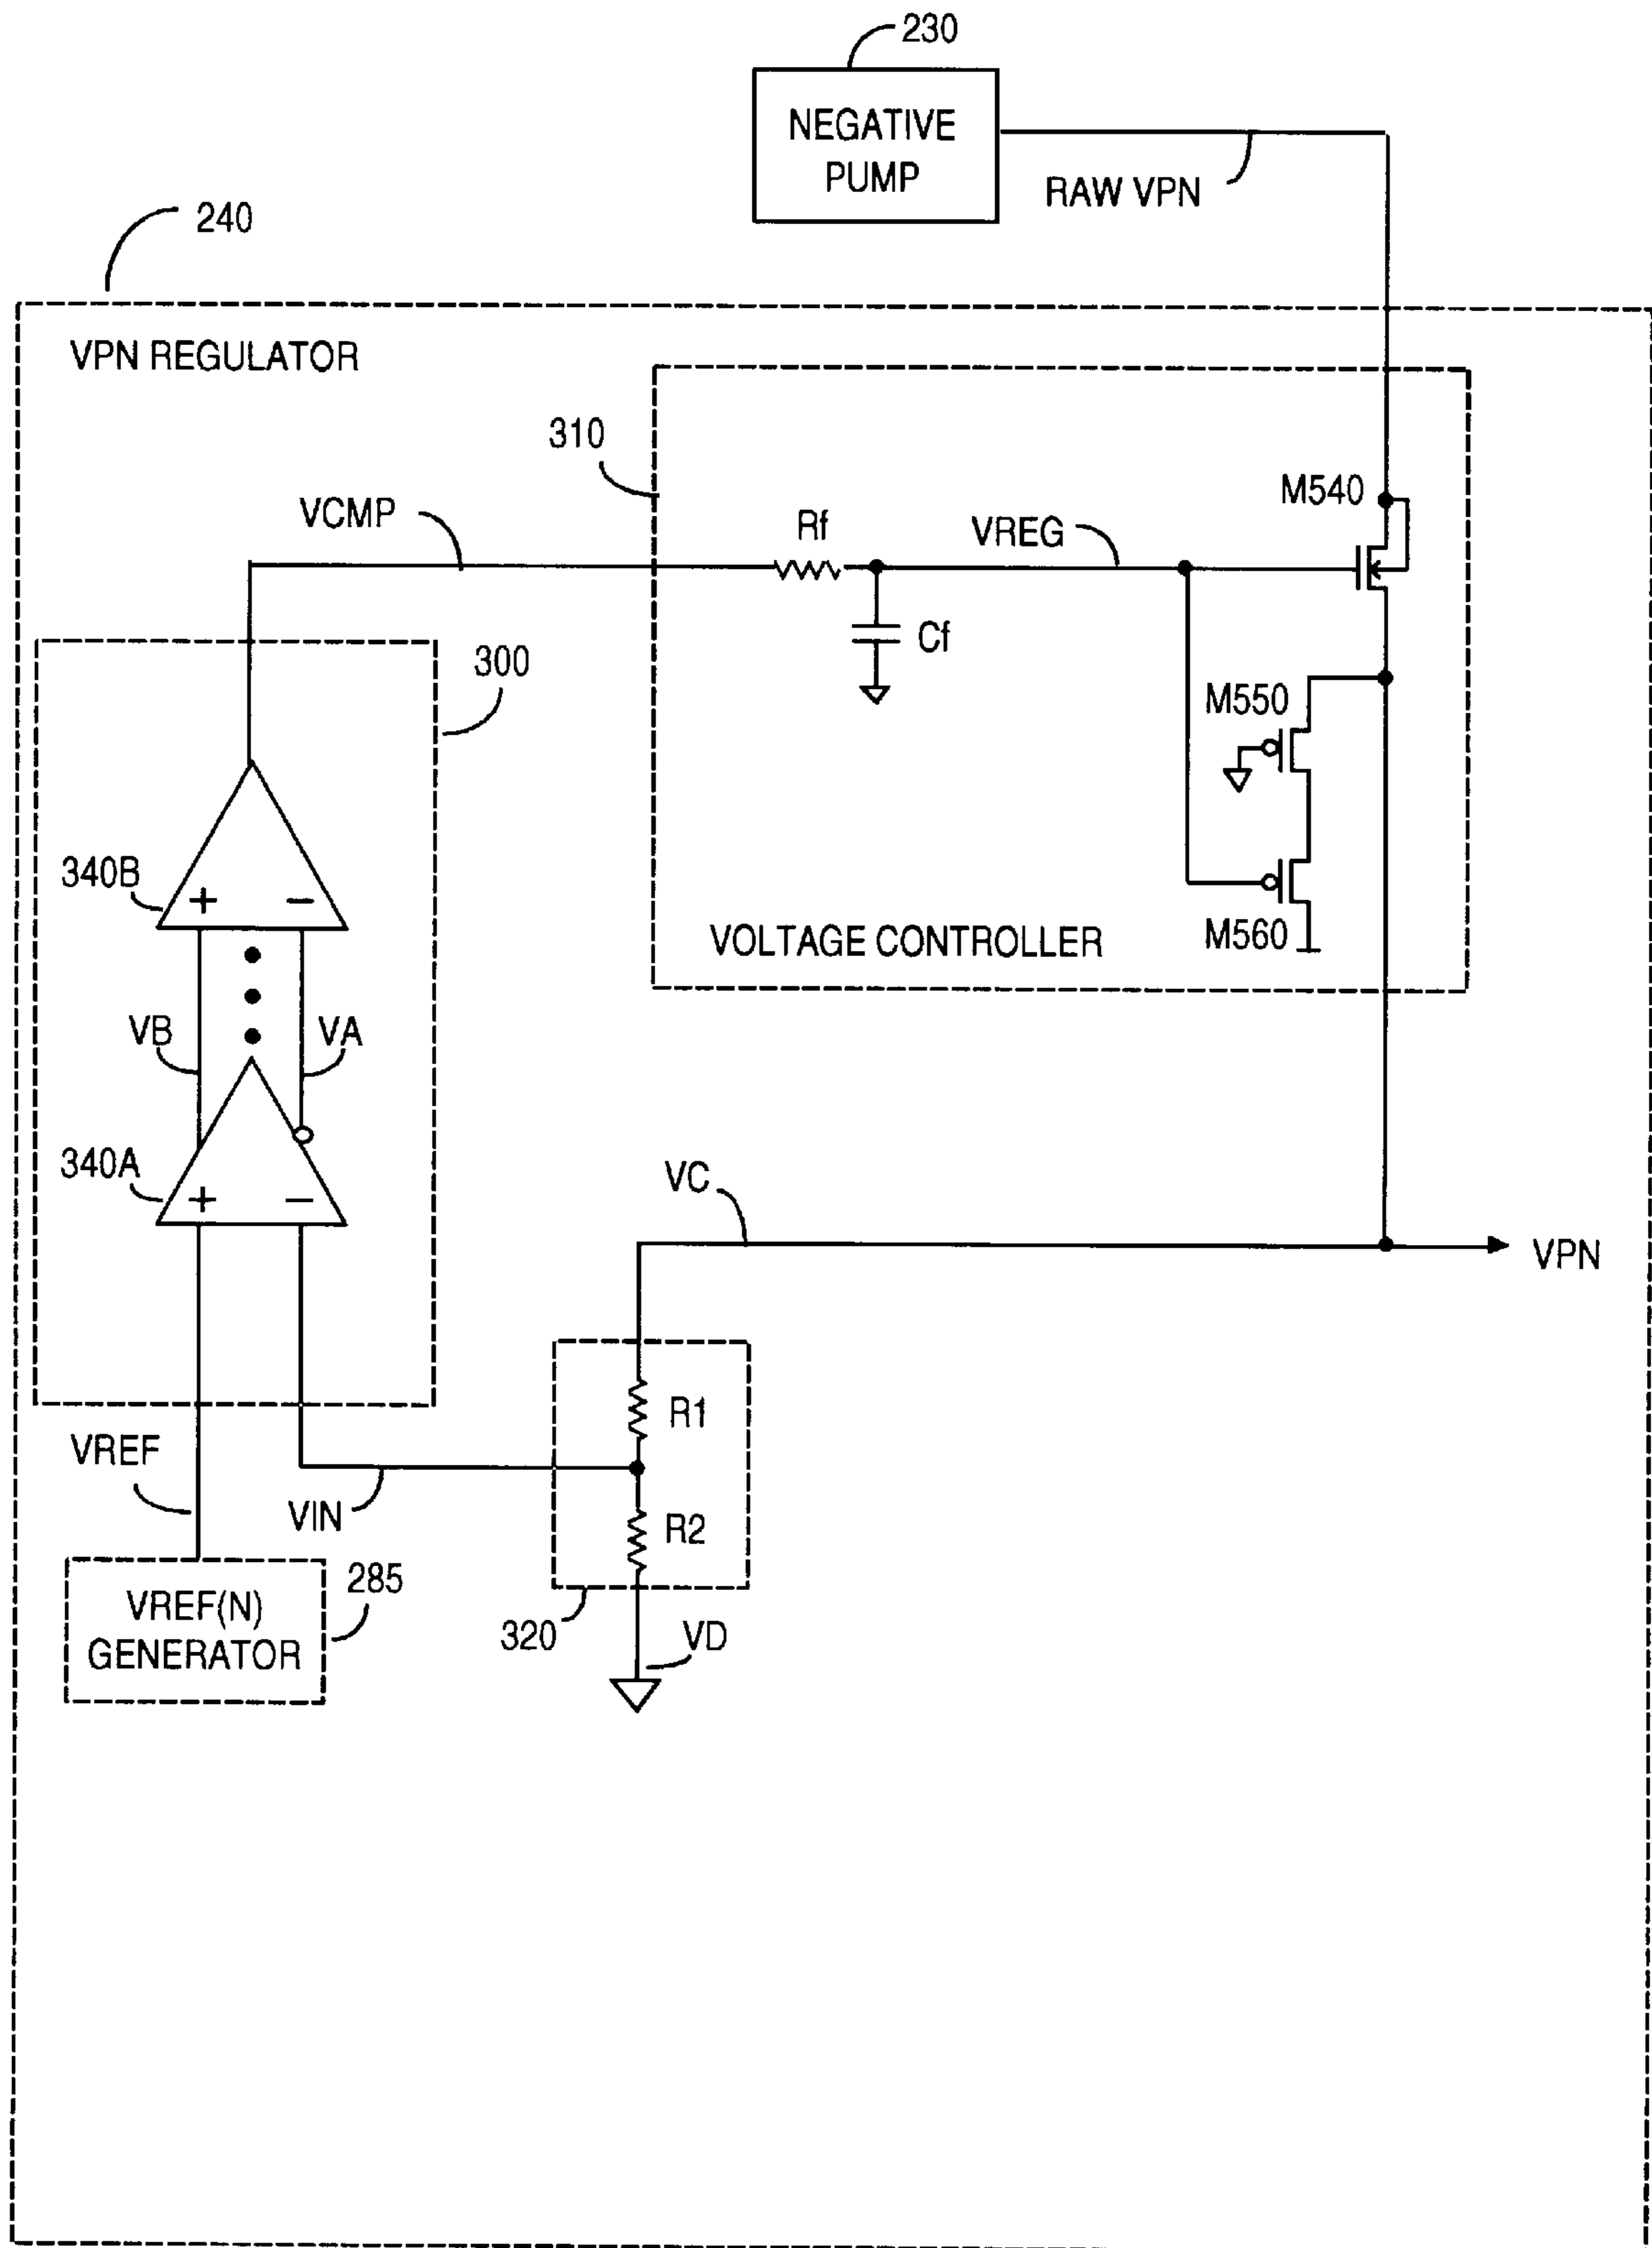 230
NEGATIVE
PUMP
RAW VPN
240
VPN REGULATOR
310
M540
VCMP
Rf
VREG
Cf
300
M550
340B
+
−
M560
VOLTAGE CONTROLLER
VB
VA
340A
+
−
VC
VPN
R1
VREF
VIN
R2
285
VREF(N)
GENERATOR
320
VD